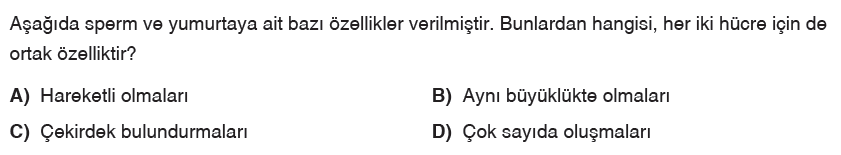 Aşağıda sperm ve yumurtaya ait bazı özellikler verilmiştir. Bunlardan hangisi, her iki hücre için de
ortak özelliktir?
A) Hareketli olmaları
B) Aynı büyüklükte olmaları
C) Çekirdek bulundurmaları
D) Çok sayıda oluşmaları